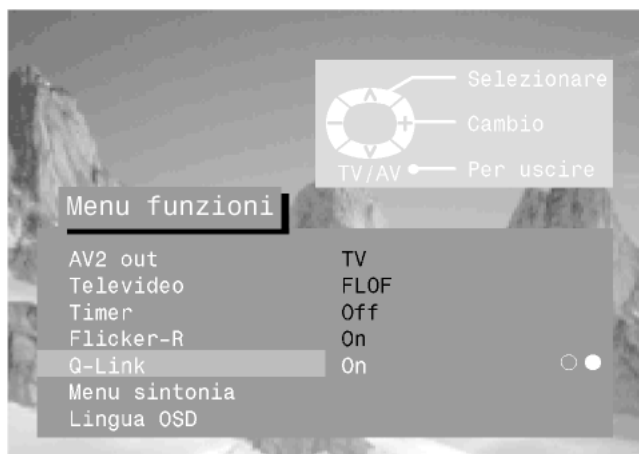 Selezionare
Cambio
TV/AV Per uscire
Menu funzioni
AV2 out TV
Televideo FLOF
Timer Off
Flicker-R On
Q-Link On
Menu sintonia
Lingua OSD